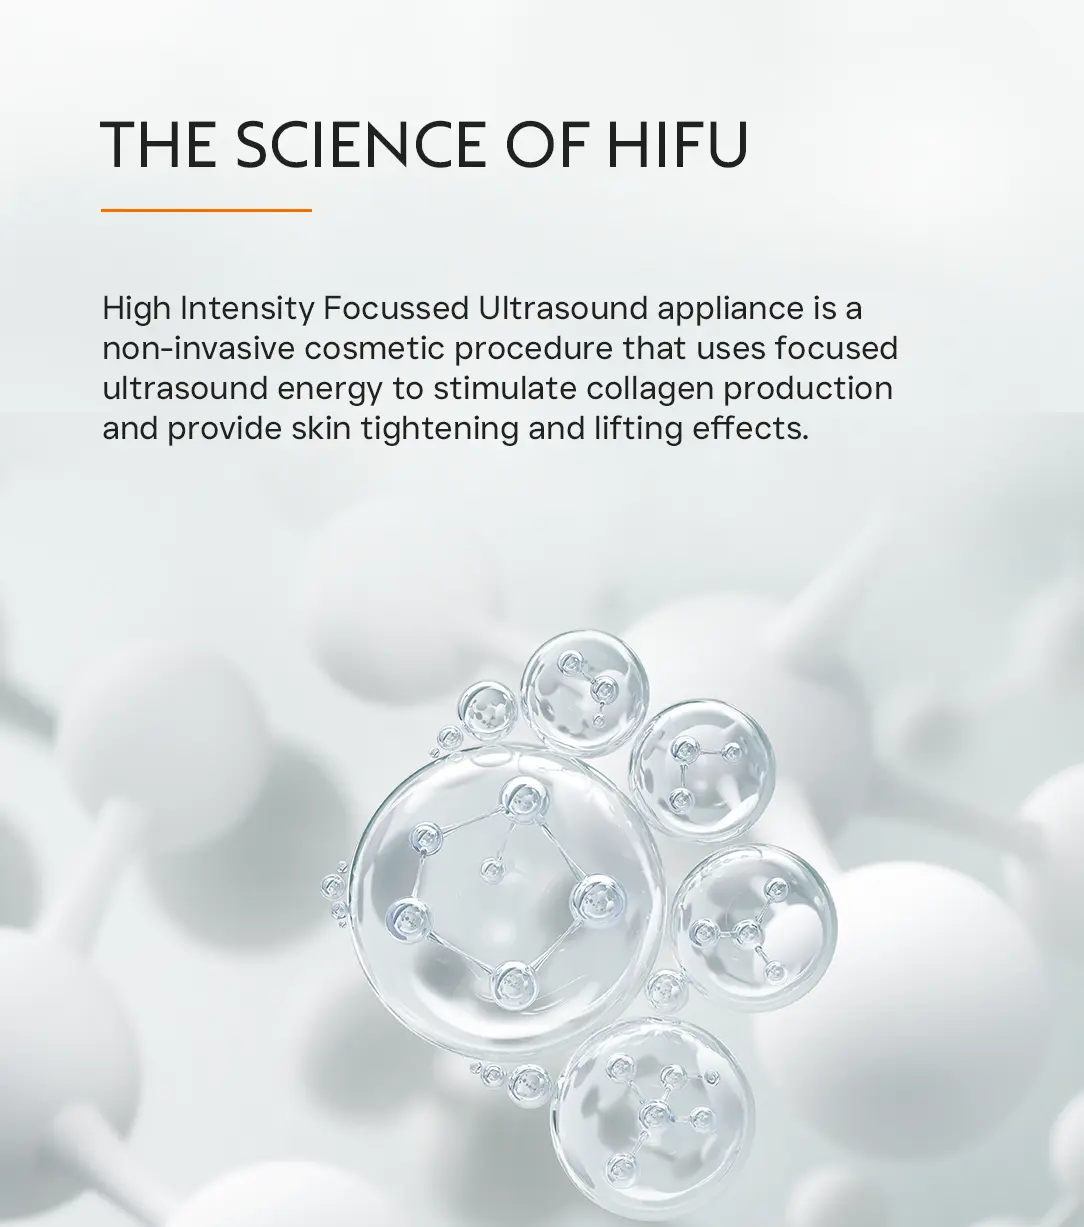 THE SCIENCE OF HIFU
High Intensity Focussed Ultrasound appliance is a
non-invasive cosmetic procedure that uses focused
ultrasound energy to stimulate collagen production
and provide skin tightening and lifting effects.